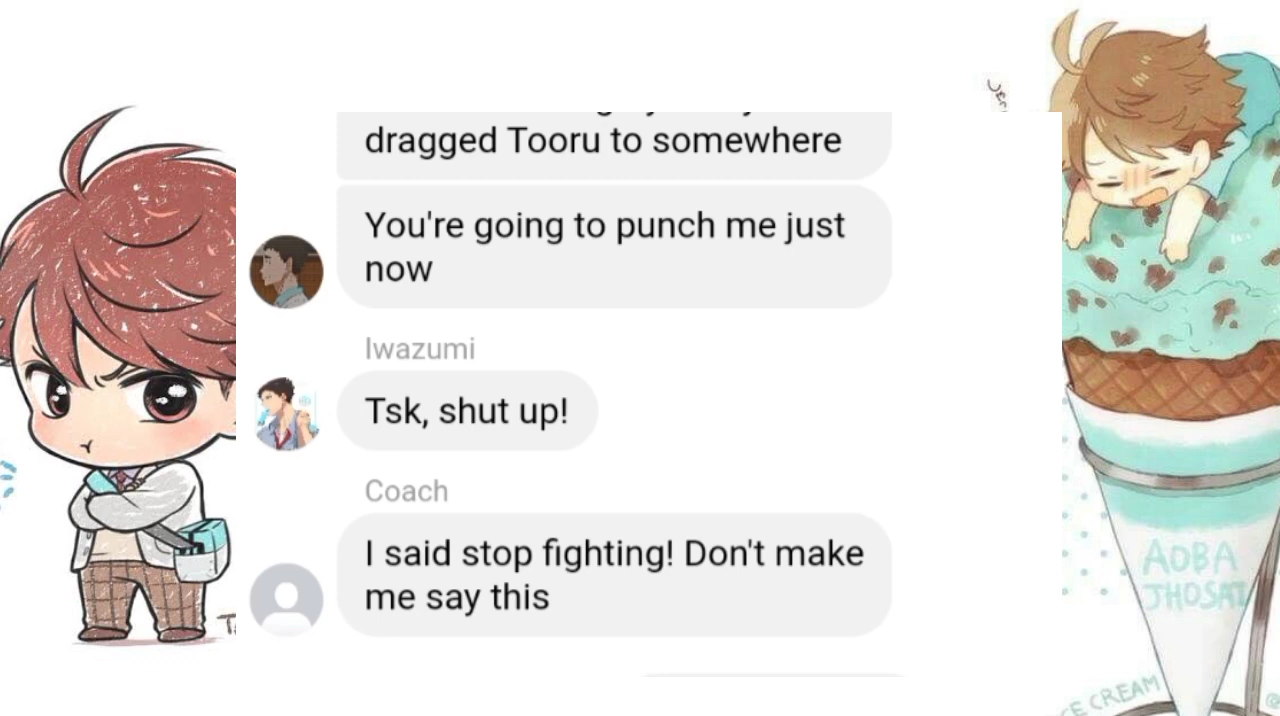 dragged Tooru to somewhere
You're going to punch me just
now
Iwazumi
Tsk, shut up!
Coach
I said stop fighting! Don't make
me say this
AOBA
JHOSAI
CE CREAM